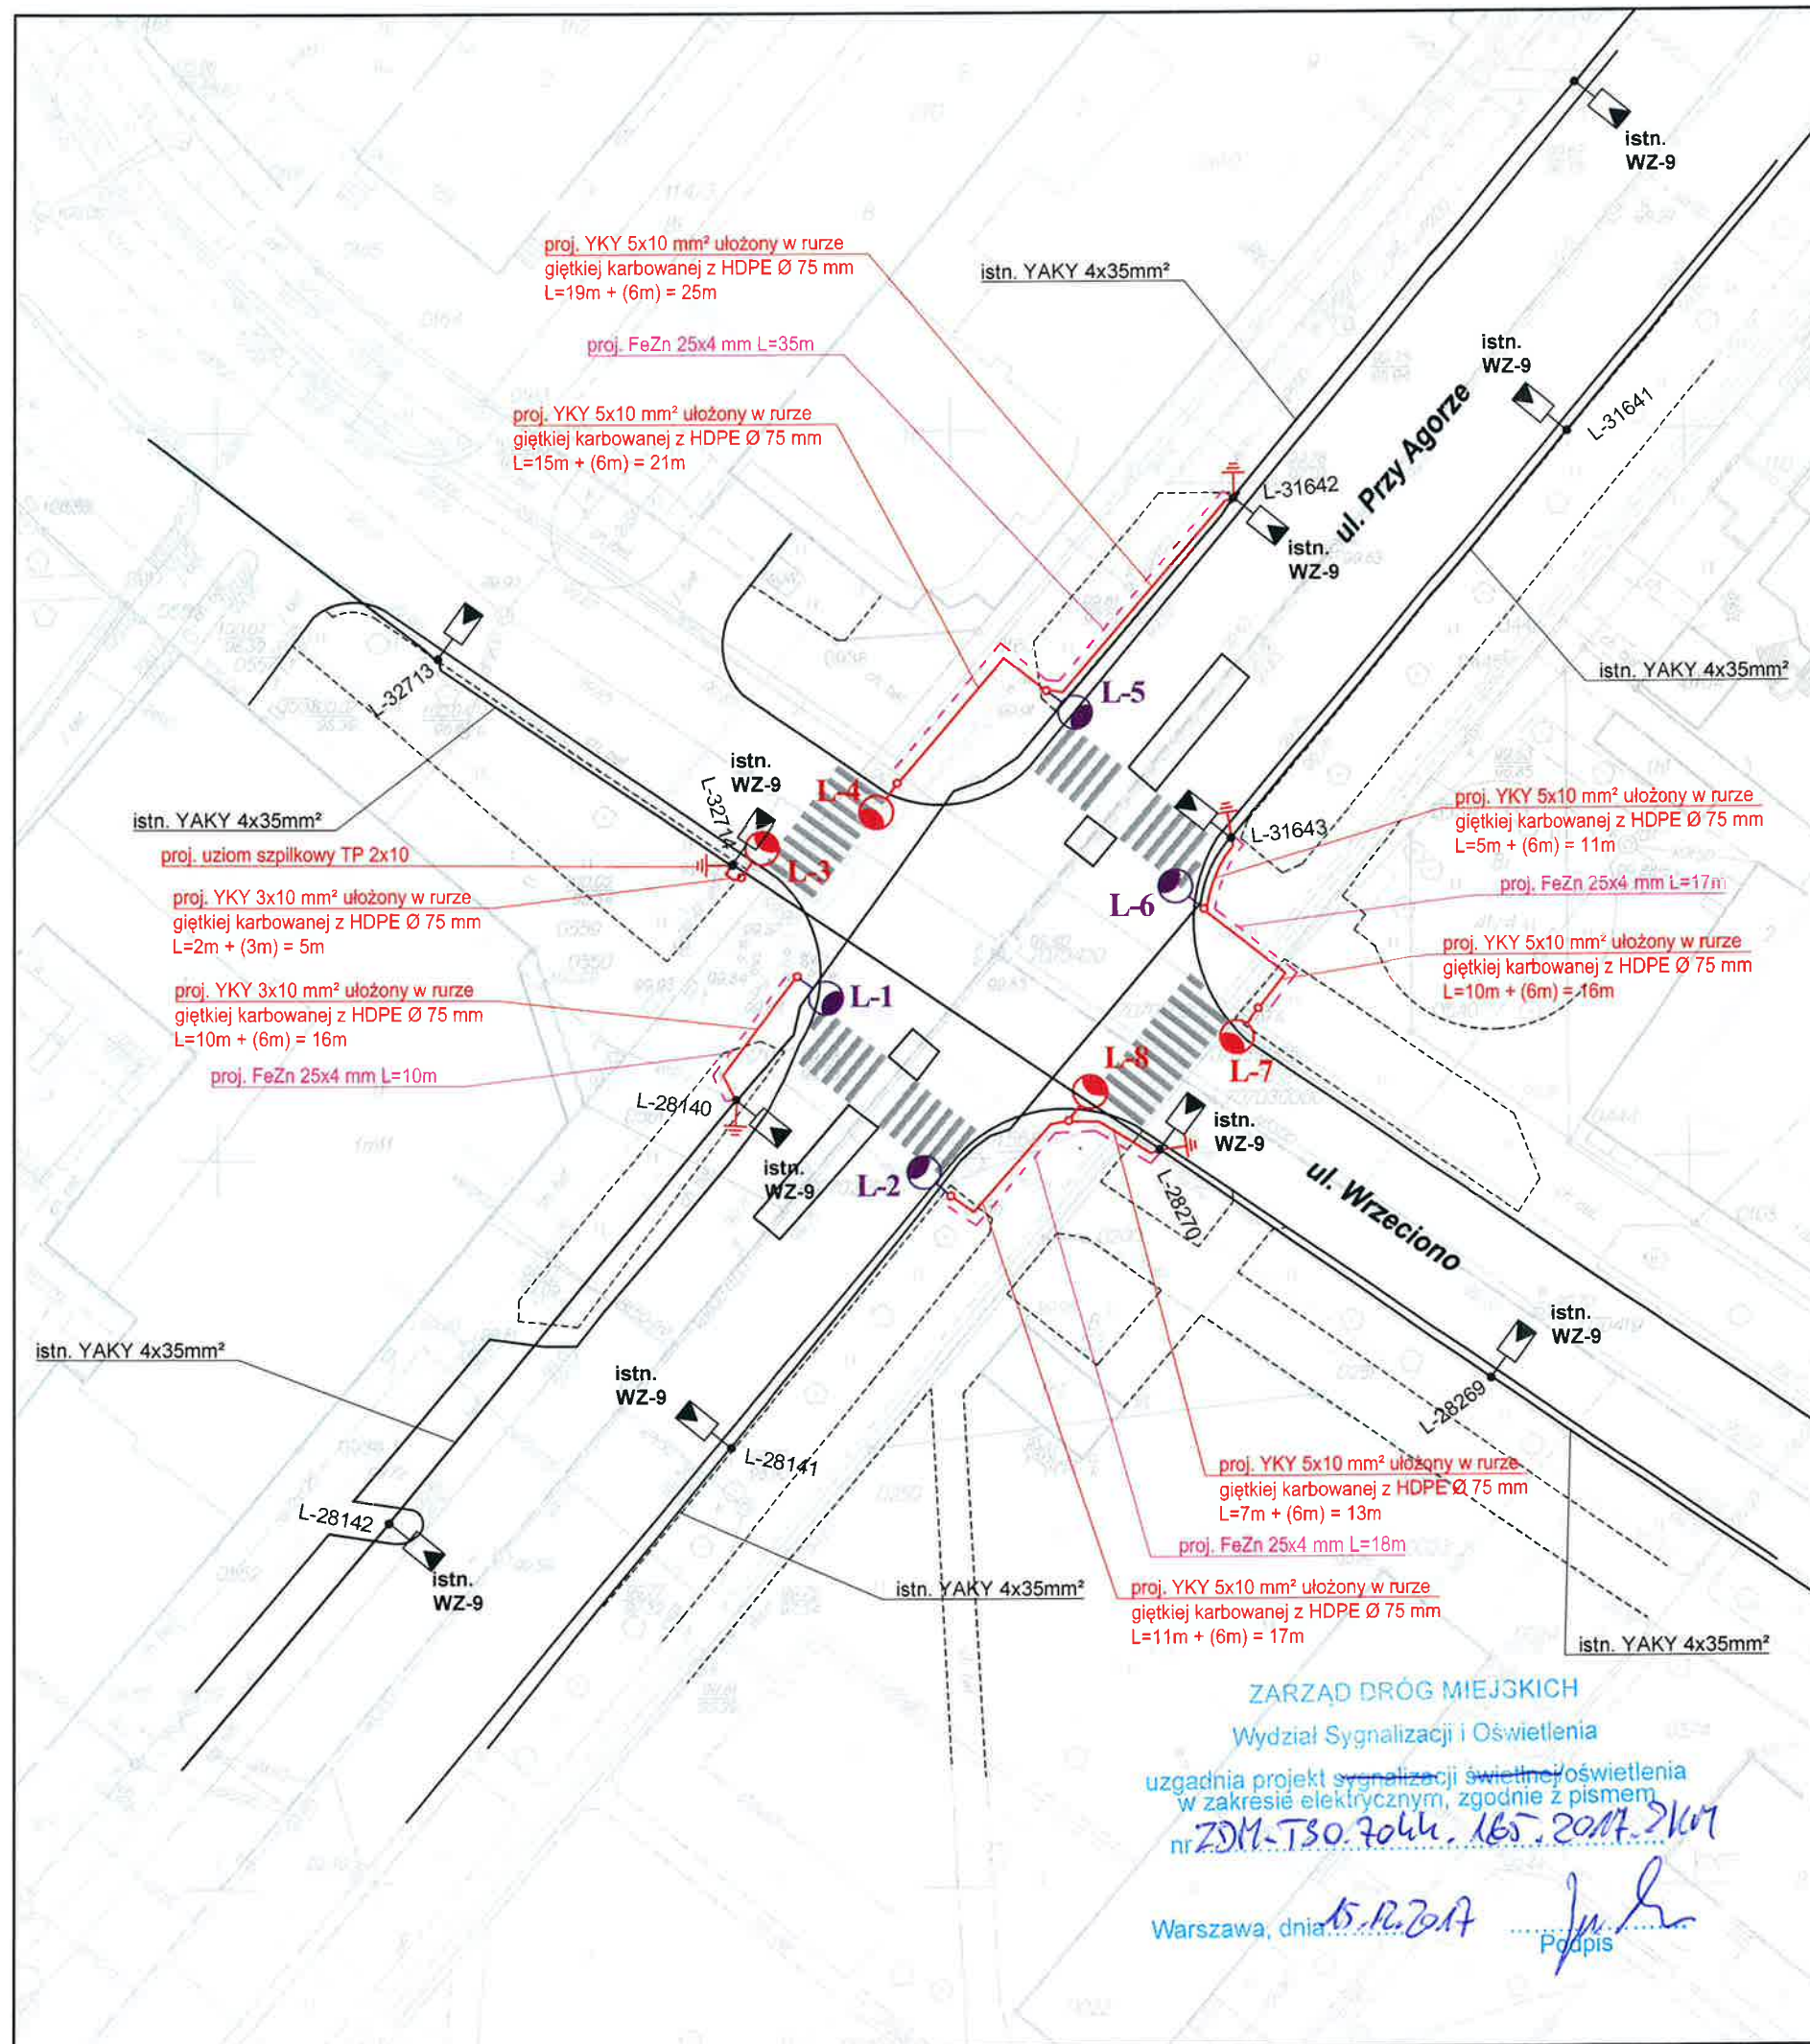 istn.
WZ-9
proj. YKY 5x10 mm² ułożony w rurze
giętkiej karbowanej z HDPE Ø 75 mm
L=19m + (6m) = 25m
istn. YAKY 4x35mm²
proj. FeZn 25x4 mm L=35m
istn.
WZ-9
proj. YKY 5x10 mm² ułożony w rurze
giętkiej karbowanej z HDPE Ø 75 mm
L=15m + (6m) = 21m
L-31641
ul. Przy Agorze
L-31642
istn.
WZ-9
L-32713
istn. YAKY 4x35mm²
L-5
istn.
WZ-9
L-32714
L-4
istn. YAKY 4x35mm²
proj. uziom szpilkowy TP 2x10
L-3
L-31643
proj. YKY 5x10 mm² ułożony w rurze
giętkiej karbowanej z HDPE Ø 75 mm
L=5m + (6m) = 11m
proj. FeZn 25x4 mm L=17m
proj. YKY 3x10 mm² ułożony w rurze
giętkiej karbowanej z HDPE Ø 75 mm
L=2m + (3m) = 5m
L-6
proj. YKY 5x10 mm² ułożony w rurze
giętkiej karbowanej z HDPE Ø 75 mm
L=10m + (6m) = 16m
proj. YKY 3x10 mm² ułożony w rurze
giętkiej karbowanej z HDPE Ø 75 mm
L=10m + (6m) = 16m
L-1
proj. FeZn 25x4 mm L=10m
L-8
L-7
L-28140
istn.
WZ-9
istn.
WZ-9
L-2
L-28270
ul. Wrzeciono
istn.
WZ-9
istn. YAKY 4x35mm²
istn.
WZ-9
L-28269
L-28141
proj. YKY 5x10 mm² ułożony w rurze
giętkiej karbowanej z HDPE Ø 75 mm
L=7m + (6m) = 13m
L-28142
proj. FeZn 25x4 mm L=18m
istn.
WZ-9
istn. YAKY 4x35mm²
proj. YKY 5x10 mm² ułożony w rurze
giętkiej karbowanej z HDPE Ø 75 mm
L=11m + (6m) = 17m
istn. YAKY 4x35mm²
ZARZĄD DRÓG MIEJSKICH
Wydział Sygnalizacji i Oświetlenia
uzgadnia projekt sygnalizacji świetlnej/oświetlenia
w zakresie elektrycznym, zgodnie z pismem
nr ZDM-TSO.7044.165.2017
Warszawa, dnia 15.12.2017
Podpis